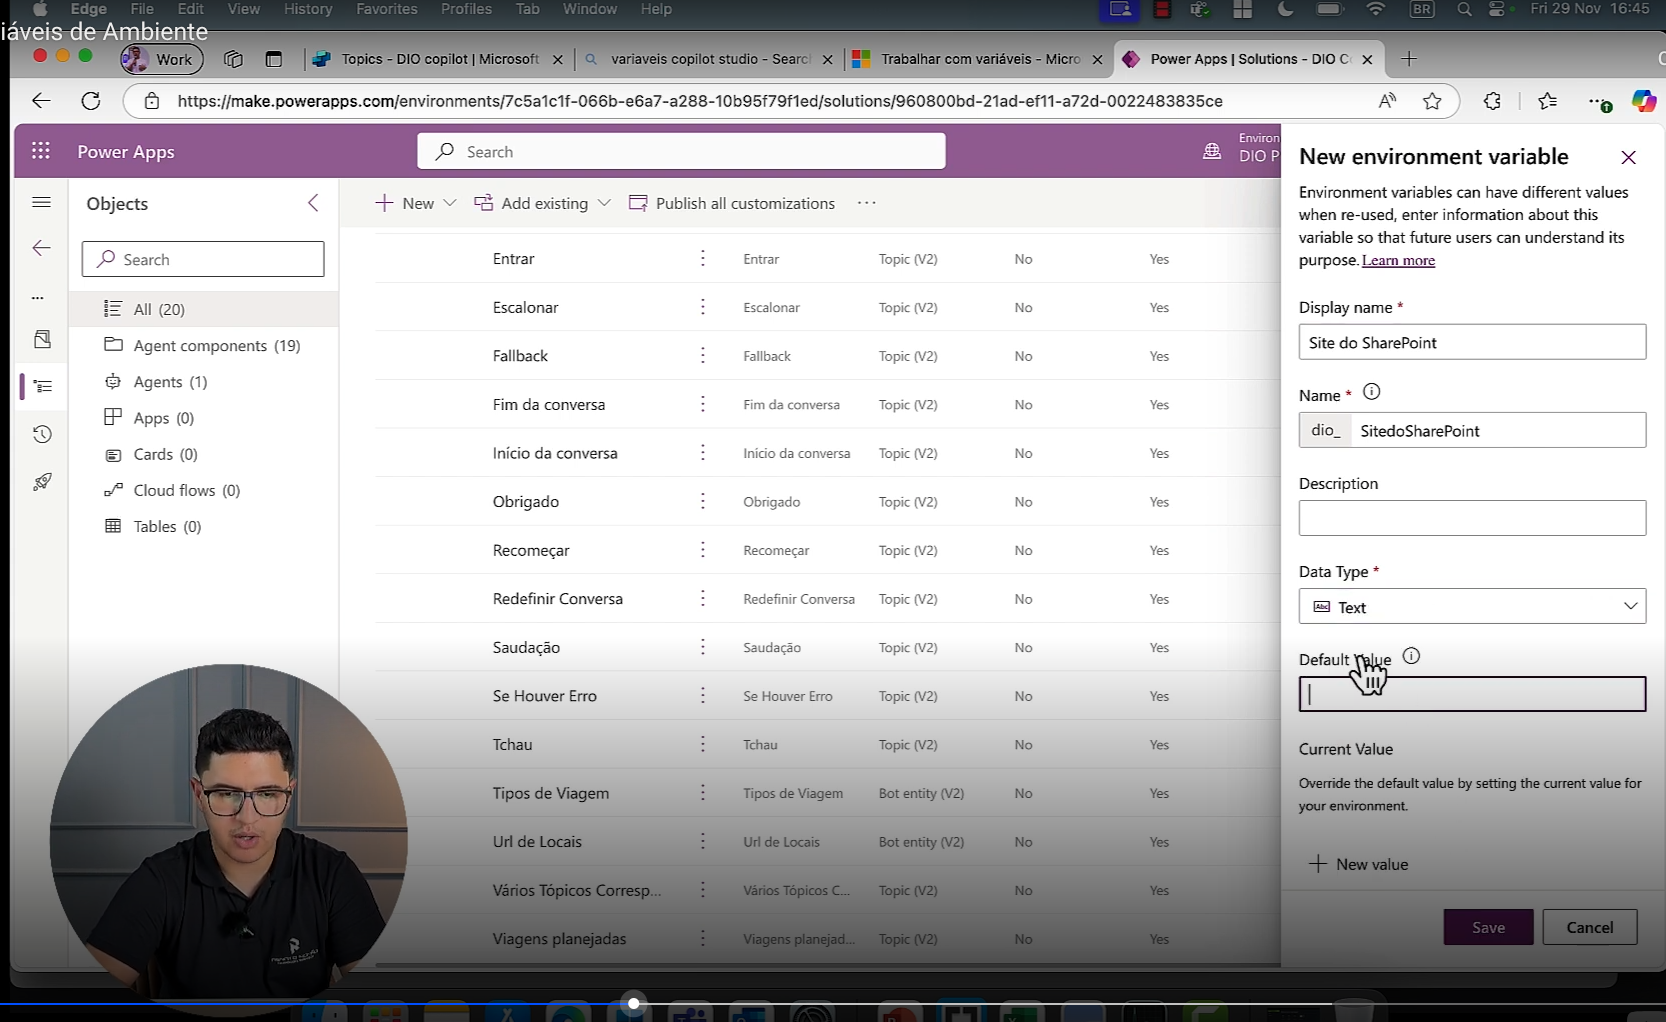 Edge File Edit View History Favorites Profiles Tab Window Help BR Fri 29 Nov 16:45
iáveis de Ambiente
Work Topics - DIO copilot | Microsoft variaveis copilot studio - Searc Trabalhar com variáveis - Micro Power Apps | Solutions - DIO C
https://make.powerapps.com/environments/7c5a1c1f-066b-e6a7-a288-10b95f79f1ed/solutions/960800bd-21ad-ef11-a72d-0022483835ce
Power Apps
Search
Environ
DIO P
Objects
Search
All (20)
Agent components (19)
Agents (1)
Apps (0)
Cards (0)
Cloud flows (0)
Tables (0)
New Add existing Publish all customizations
Entrar Entrar Topic (V2) No Yes
Escalonar Escalonar Topic (V2) No Yes
Fallback Fallback Topic (V2) No Yes
Fim da conversa Fim da conversa Topic (V2) No Yes
Início da conversa Início da conversa Topic (V2) No Yes
Obrigado Obrigado Topic (V2) No Yes
Recomeçar Recomeçar Topic (V2) No Yes
Redefinir Conversa Redefinir Conversa Topic (V2) No Yes
Saudação Saudação Topic (V2) No Yes
Se Houver Erro Se Houver Erro Topic (V2) No Yes
Tchau Tchau Topic (V2) No Yes
Tipos de Viagem Tipos de Viagem Bot entity (V2) No Yes
Url de Locais Url de Locais Bot entity (V2) No Yes
Vários Tópicos Corresp... Vários Tópicos C... Topic (V2) No Yes
Viagens planejadas Viagens planejad... Topic (V2) No Yes
New environment variable
Environment variables can have different values
when re-used, enter information about this
variable so that future users can understand its
purpose. Learn more
Display name *
Site do SharePoint
Name *
dio_ SitedoSharePoint
Description
Data Type *
Abc Text
Default Value
Current Value
Override the default value by setting the current value for
your environment.
New value
Save Cancel